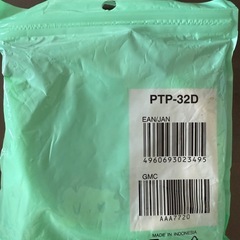 PTP-32D
EAN/JAN
4960693023495
GMC
AAA7720
MADE IN INDONESIA